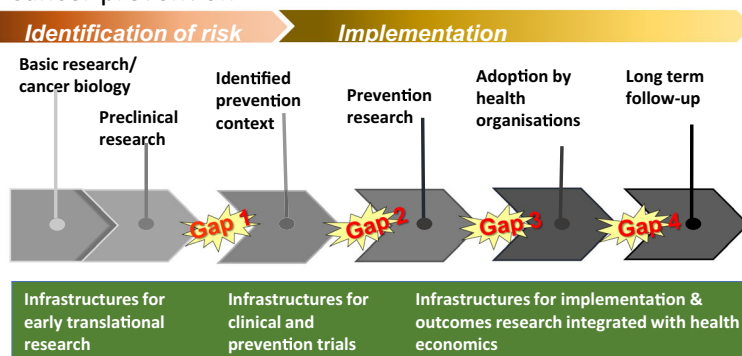 cancer prevention
Identification of risk
Implementation
Basic research/
cancer biology
Preclinical
research
Identified
prevention
context
Prevention
research
Adoption by
health
organisations
Long term
follow-up
Gap 1
Gap 2
Gap 3
Gap 4
Infrastructures for
early translational
research
Infrastructures for
clinical and
prevention trials
Infrastructures for implementation &
outcomes research integrated with health
economics